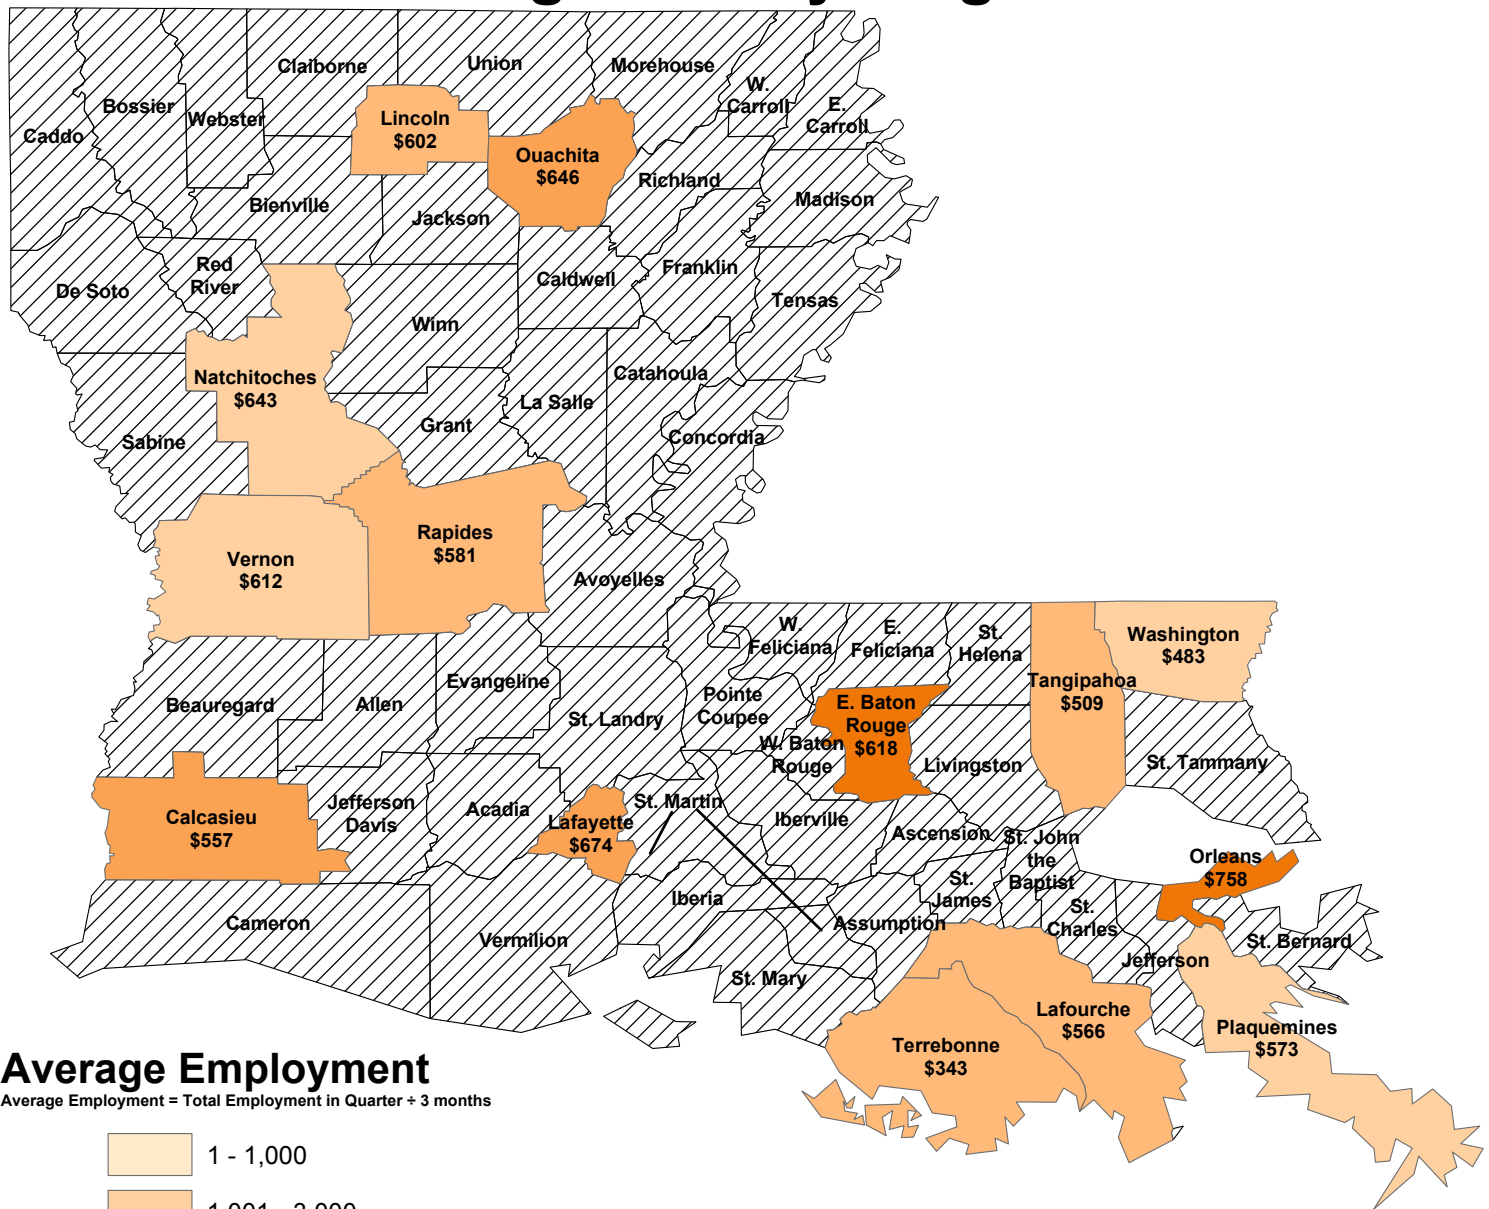 Claiborne
Union
Morehouse
W.
Carroll
E.
Carroll
Bossier
Webster
Caddo
Lincoln
$602
Ouachita
$646
Richland
Madison
Bienville
Jackson
Red
River
De Soto
Caldwell
Franklin
Tensas
Winn
Natchitoches
$643
Catahoula
La Salle
Grant
Sabine
Concordia
Rapides
$581
Vernon
$612
Avoyelles
W.
Feliciana
E.
Feliciana
St.
Helena
Washington
$483
Tangipahoa
$509
Evangeline
Beauregard
Allen
Pointe
Coupee
St. Landry
E. Baton
Rouge
$618
W. Baton
Rouge
Livingston
St. Tammany
Calcasieu
$557
Jefferson
Davis
Acadia
Lafayette
$674
St. Martin
Iberville
Ascension
St. John
the
Baptist
Orleans
$758
St.
James
Iberia
Assumption
St.
Charles
Cameron
Vermilion
St. Bernard
Jefferson
St. Mary
Lafourche
$566
Plaquemines
$573
Terrebonne
$343
Average Employment
Average Employment = Total Employment in Quarter ÷ 3 months
1 - 1,000